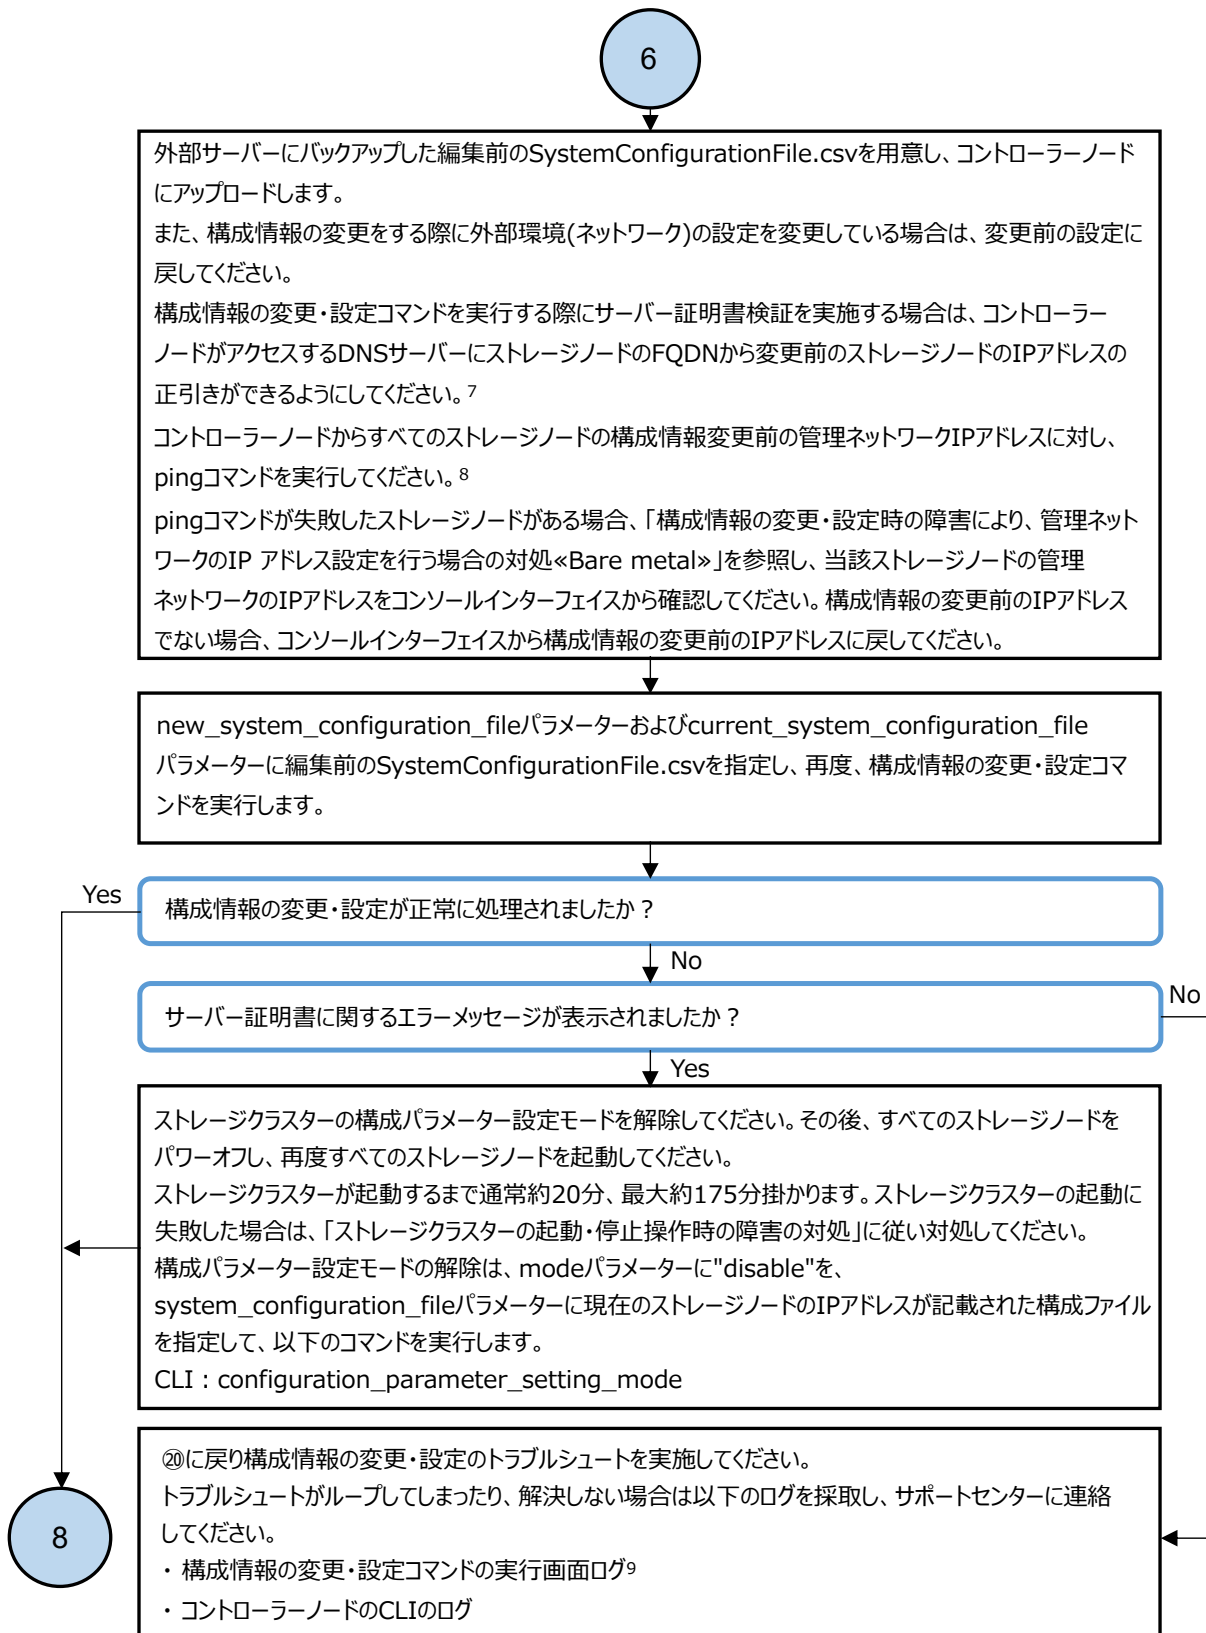 6
外部サーバーにバックアップした編集前のSystemConfigurationFile.csvを用意し、コントローラーノード
にアップロードします。
また、構成情報の変更をする際に外部環境(ネットワーク)の設定を変更している場合は、変更前の設定に
戻してください。
構成情報の変更・設定コマンドを実行する際にサーバー証明書検証を実施する場合は、コントローラー
ノードがアクセスするDNSサーバーにストレージノードのFQDNから変更前のストレージノードのIPアドレスの
正引きができるようにしてください。7
コントローラーノードからすべてのストレージノードの構成情報変更前の管理ネットワークIPアドレスに対し、
pingコマンドを実行してください。8
pingコマンドが失敗したストレージノードがある場合、「構成情報の変更・設定時の障害により、管理ネット
ワークのIP アドレス設定を行う場合の対処«Bare metal»」を参照し、当該ストレージノードの管理
ネットワークのIPアドレスをコンソールインターフェイスから確認してください。構成情報の変更前のIPアドレス
でない場合、コンソールインターフェイスから構成情報の変更前のIPアドレスに戻してください。
new_system_configuration_fileパラメーターおよびcurrent_system_configuration_file
パラメーターに編集前のSystemConfigurationFile.csvを指定し、再度、構成情報の変更・設定コマ
ンドを実行します。
Yes
構成情報の変更・設定が正常に処理されましたか？
No
サーバー証明書に関するエラーメッセージが表示されましたか？
No
Yes
ストレージクラスターの構成パラメーター設定モードを解除してください。その後、すべてのストレージノードを
パワーオフし、再度すべてのストレージノードを起動してください。
ストレージクラスターが起動するまで通常約20分、最大約175分掛かります。ストレージクラスターの起動に
失敗した場合は、「ストレージクラスターの起動・停止操作時の障害の対処」に従い対処してください。
構成パラメーター設定モードの解除は、modeパラメーターに"disable"を、
system_configuration_fileパラメーターに現在のストレージノードのIPアドレスが記載された構成ファイル
を指定して、以下のコマンドを実行します。
CLI：configuration_parameter_setting_mode
⑳に戻り構成情報の変更・設定のトラブルシュートを実施してください。
トラブルシュートがループしてしまったり、解決しない場合は以下のログを採取し、サポートセンターに連絡
してください。
・ 構成情報の変更・設定コマンドの実行画面ログ9
・ コントローラーノードのCLIのログ
8